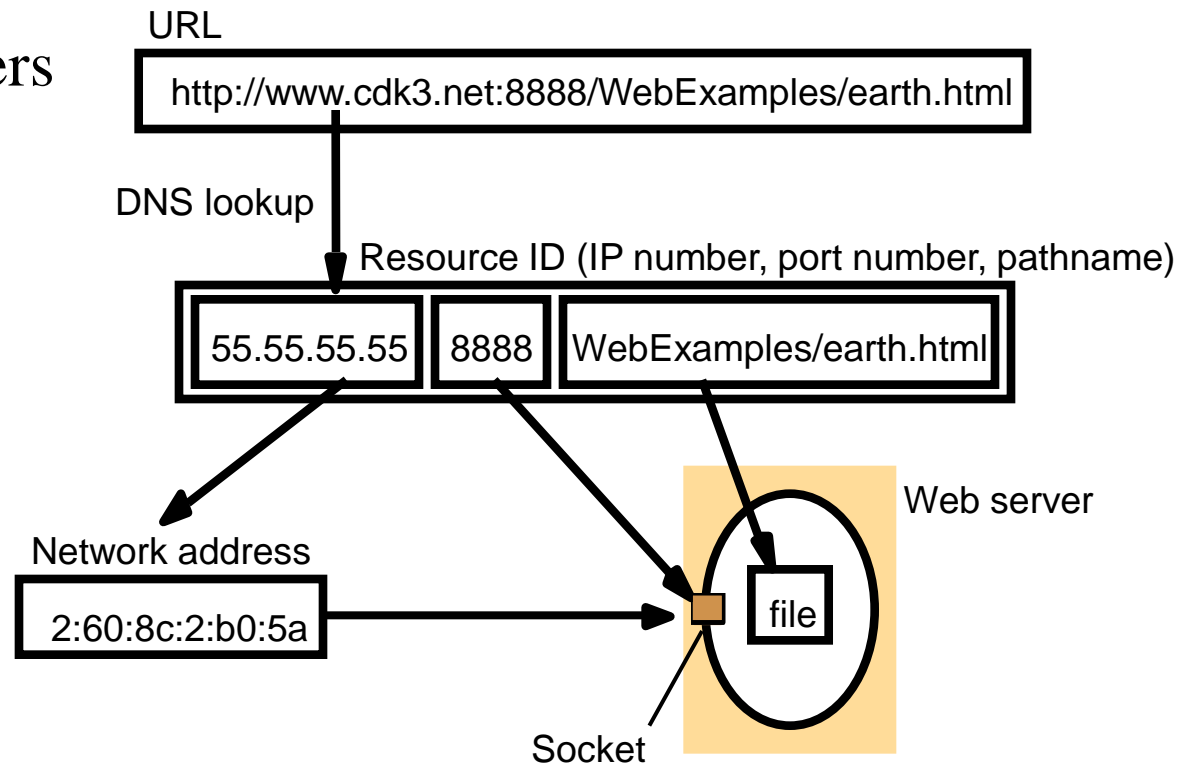 URL
ers
http://www.cdk3.net:8888/WebExamples/earth.html
DNS lookup
Resource ID (IP number, port number, pathname)
55.55.55.55 8888 WebExamples/earth.html
Web server
Network address
2:60:8c:2:b0:5a
file
Socket